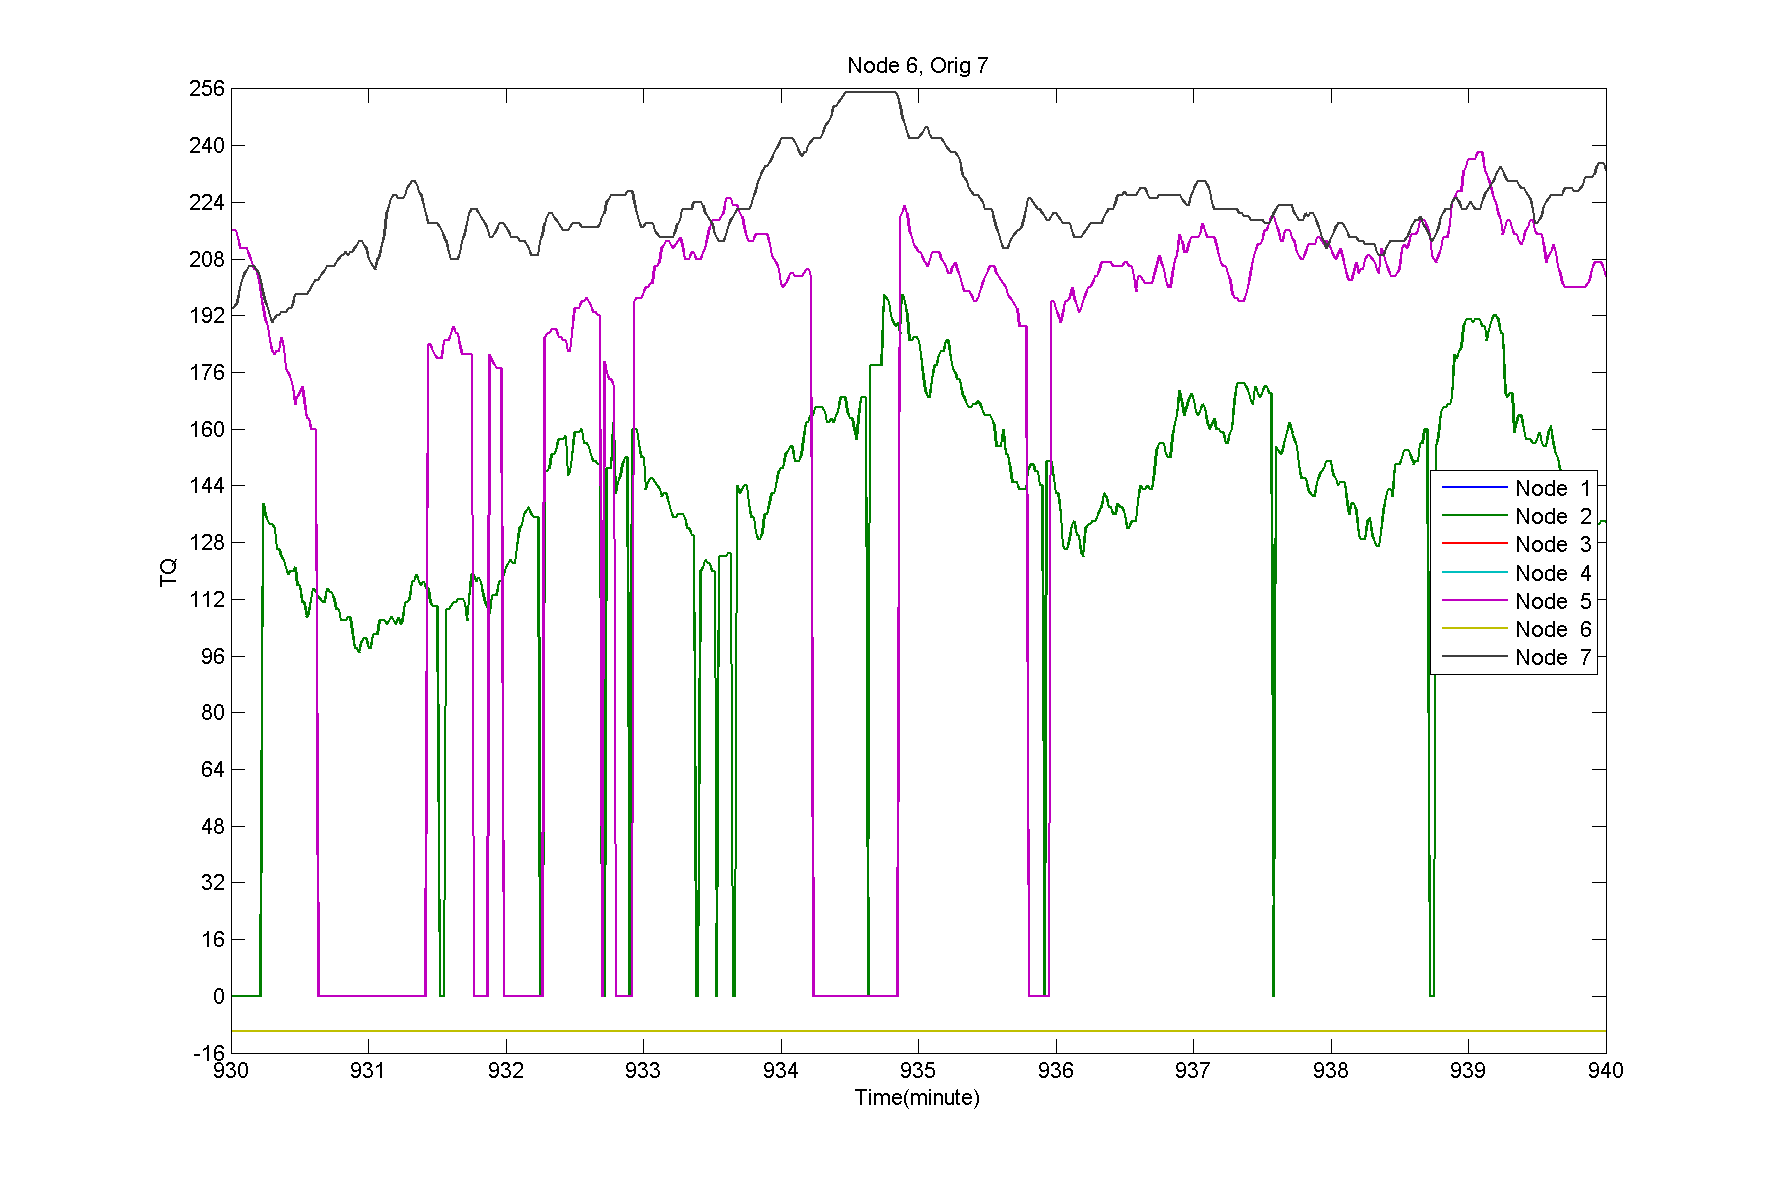 Node 6, Orig 7
256
240
224
208
192
176
160
144
128
112
96
80
64
48
32
16
0
-16
TQ
930 931 932 933 934 935 936 937 938 939 940
Time(minute)
Node 1
Node 2
Node 3
Node 4
Node 5
Node 6
Node 7